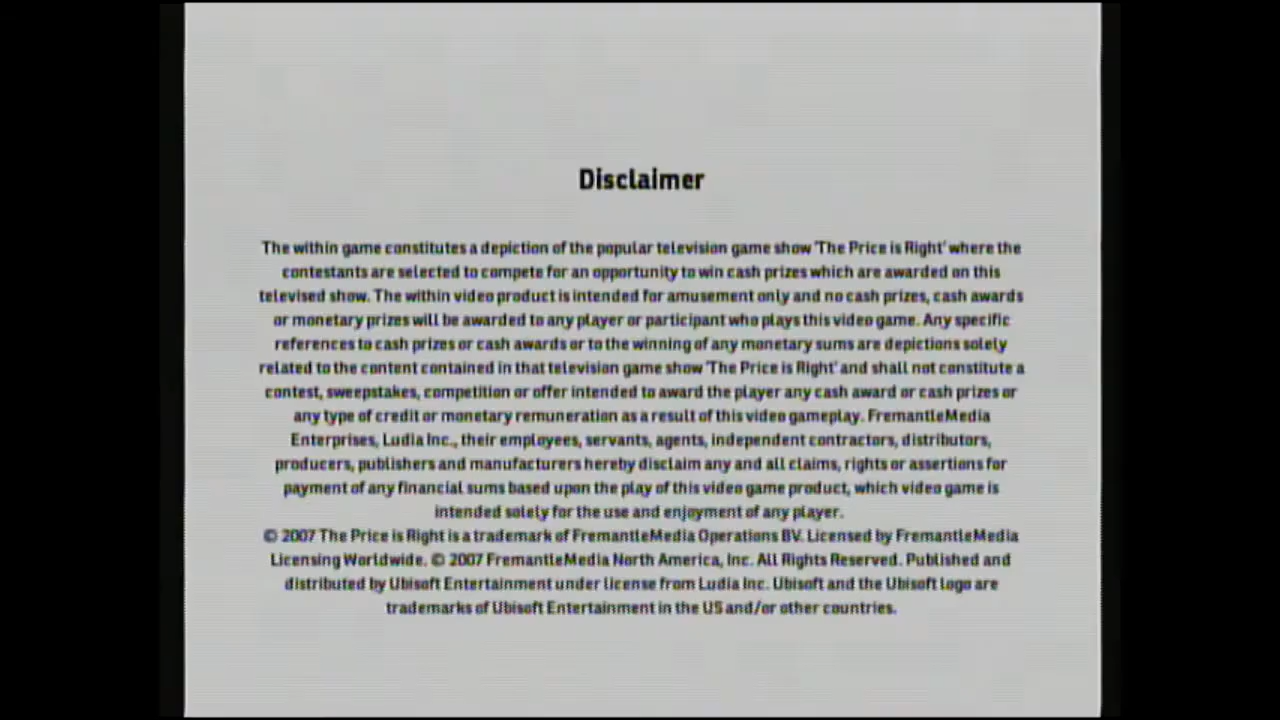 Disclaimer
The within game constitutes a depiction of the popular television game show 'The Price is Right' where the
contestants are selected to compete for an opportunity to win cash prizes which are awarded on this
televised show. The within video product is intended for amusement only and no cash prizes, cash awards
or monetary prizes will be awarded to any player or participant who plays this video game. Any specific
references to cash prizes or cash awards or to the winning of any monetary sums are depictions solely
related to the content contained in that television game show 'The Price is Right' and shall not constitute a
contest, sweepstakes, competition or offer intended to award the player any cash award or cash prizes or
any type of credit or monetary remuneration as a result of this video gameplay. FremantleMedia
Enterprises, Ludia Inc., their employees, servants, agents, independent contractors, distributors,
producers, publishers and manufacturers hereby disclaim any and all claims, rights or assertions for
payment of any financial sums based upon the play of this video game product, which video game is
intended solely for the use and enjoyment of any player.
© 2007 The Price is Right is a trademark of FremantleMedia Operations BV. Licensed by FremantleMedia
Licensing Worldwide. © 2007 FremantleMedia North America, Inc. All Rights Reserved. Published and
distributed by Ubisoft Entertainment under license from Ludia Inc. Ubisoft and the Ubisoft logo are
trademarks of Ubisoft Entertainment in the US and/or other countries.